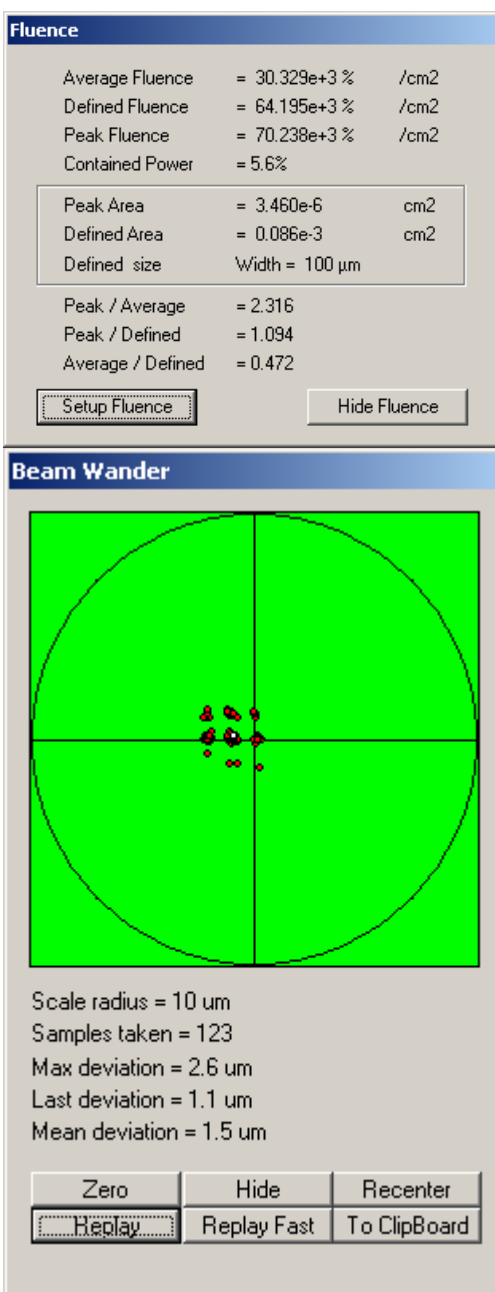 Fluence
Average Fluence = 30.329e+3 % /cm2
Defined Fluence = 64.195e+3 % /cm2
Peak Fluence = 70.238e+3 % /cm2
Contained Power = 5.6%
Peak Area = 3.460e-6 cm2
Defined Area = 0.086e-3 cm2
Defined size Width = 100 µm
Peak / Average = 2.316
Peak / Defined = 1.094
Average / Defined = 0.472
Setup Fluence Hide Fluence
Beam Wander
Scale radius = 10 um
Samples taken = 123
Max deviation = 2.6 um
Last deviation = 1.1 um
Mean deviation = 1.5 um
Zero Hide Recenter
Replay Replay Fast To ClipBoard